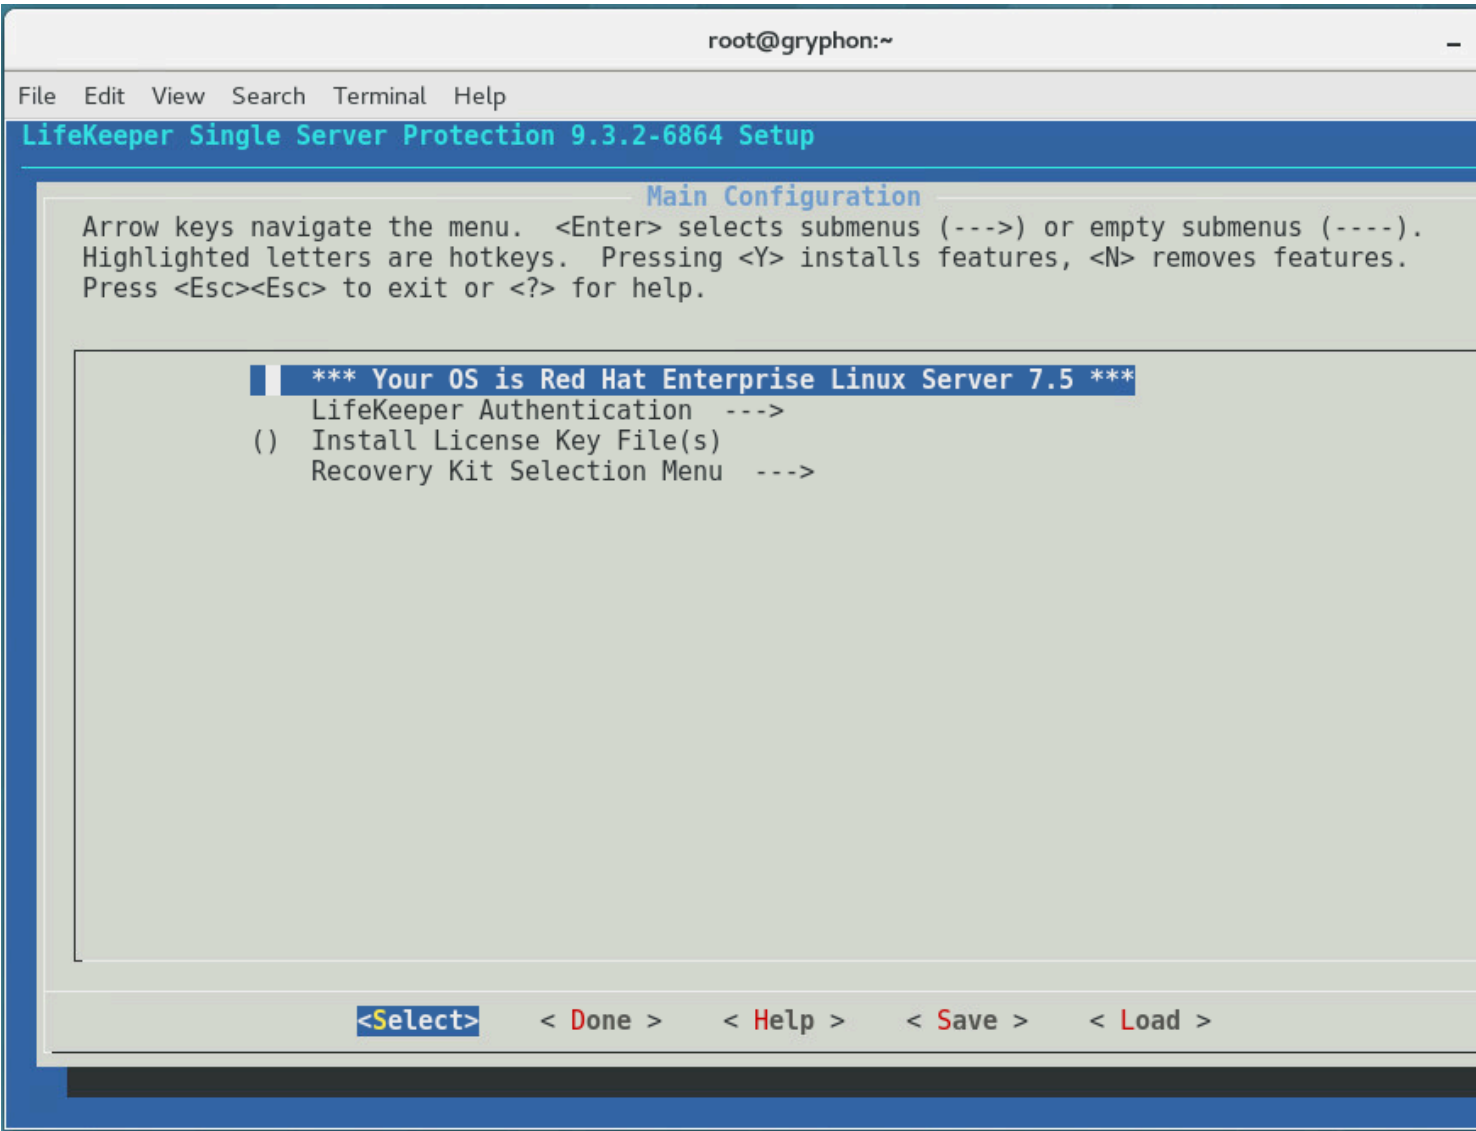 root@gryphon:~
File Edit View Search Terminal Help
LifeKeeper Single Server Protection 9.3.2-6864 Setup
Main Configuration
Arrow keys navigate the menu. <Enter> selects submenus (--->) or empty submenus (----).
Highlighted letters are hotkeys. Pressing <Y> installs features, <N> removes features.
Press <Esc><Esc> to exit or <?> for help.
*** Your OS is Red Hat Enterprise Linux Server 7.5 ***
LifeKeeper Authentication --->
() Install License Key File(s)
Recovery Kit Selection Menu --->
<Select> < Done > < Help > < Save > < Load >